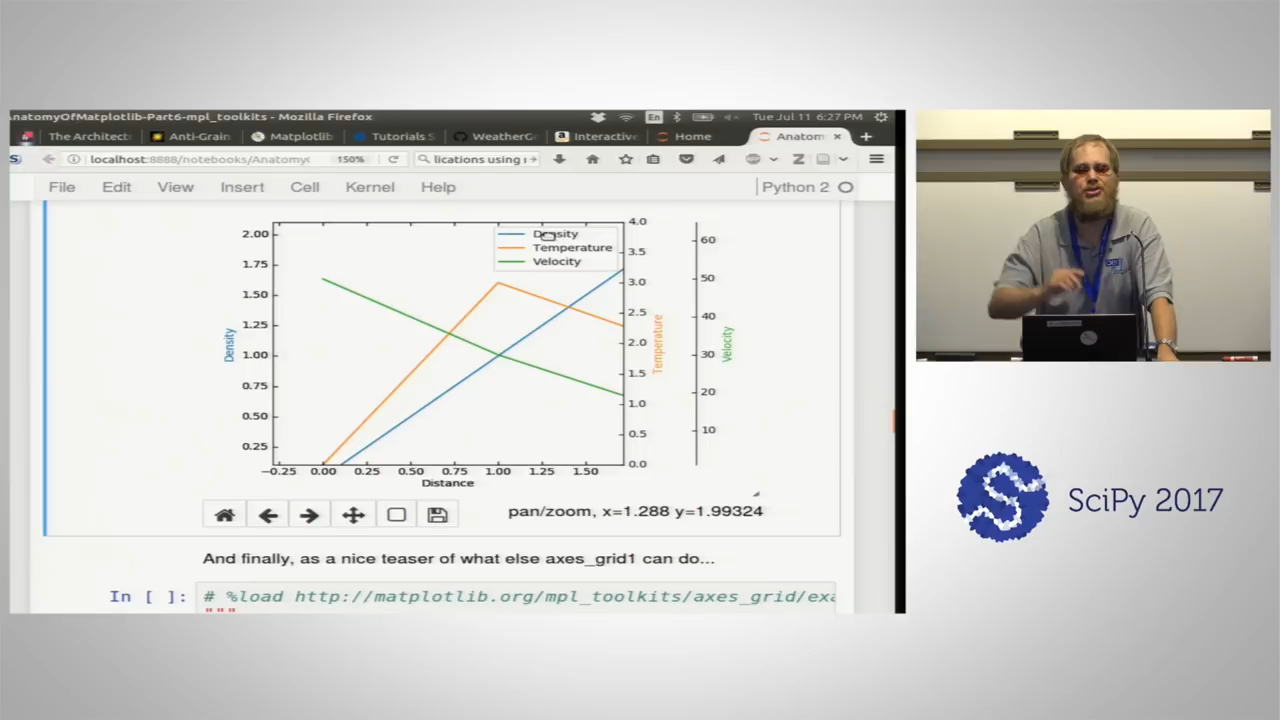 AnatomyOfMatplotlib-Part6-mpl_toolkits - Mozilla Firefox
En
Tue Jul 11 6:27 PM
The Architect
Anti-Grain
Matplotlib
Tutorials S
WeatherGr
Interactive
Home
Anatom
localhost:8888/notebooks/Anatomy
150%
lications using
File Edit View Insert Cell Kernel Help
Python 2
2.00
1.75
1.50
1.25
1.00
0.75
0.50
0.25
Density
Density
Temperature
Velocity
4.0
3.5
3.0
2.5
2.0
1.5
1.0
0.5
0.0
Temperature
60
50
40
30
20
10
Velocity
−0.25 0.00 0.25 0.50 0.75 1.00 1.25 1.50
Distance
pan/zoom, x=1.288 y=1.99324
And finally, as a nice teaser of what else axes_grid1 can do...
In [ ]: # %load http://matplotlib.org/mpl_toolkits/axes_grid/exa
"""
SciPy 2017